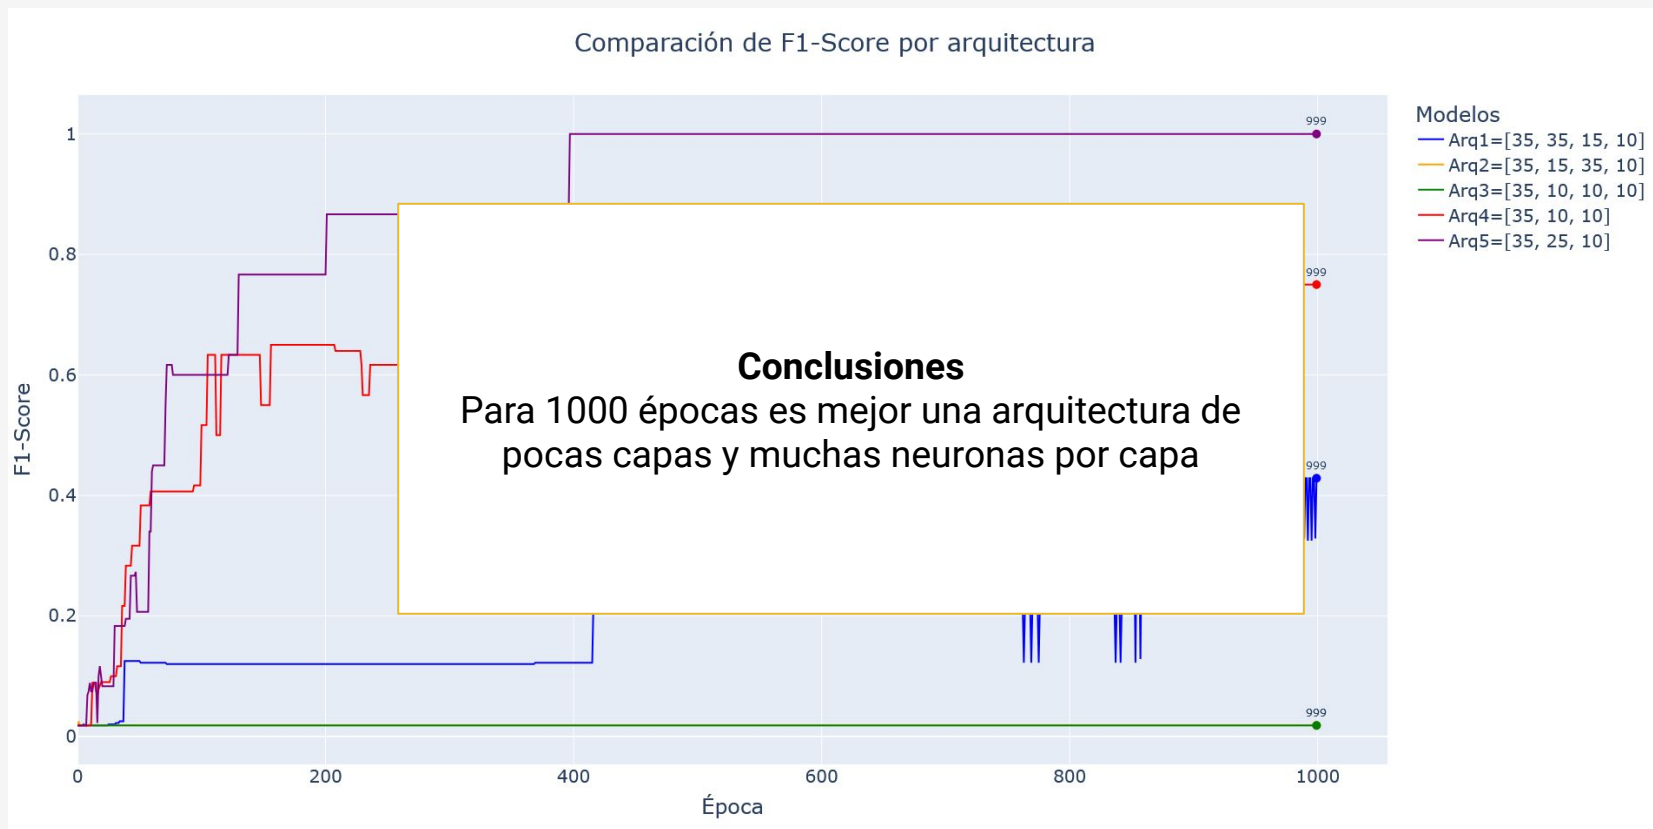 Comparación de F1-Score por arquitectura
Modelos
Arq1=[35, 35, 15, 10]
Arq2=[35, 15, 35, 10]
Arq3=[35, 10, 10, 10]
Arq4=[35, 10, 10]
Arq5=[35, 25, 10]
F1-Score
1
0.8
0.6
0.4
0.2
0
999
999
999
999
Conclusiones
Para 1000 épocas es mejor una arquitectura de
pocas capas y muchas neuronas por capa
0 200 400 600 800 1000
Época